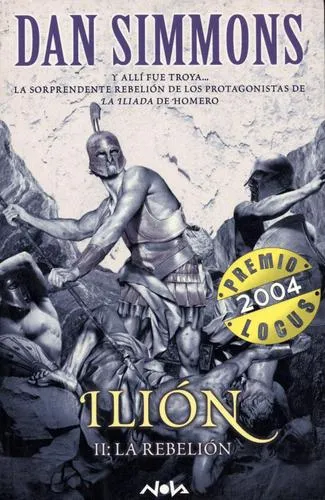 DAN SIMMONS
Y ALLÍ FUE TROYA...
LA SORPRENDENTE REBELIÓN DE LOS PROTAGONISTAS DE
LA ILIADA DE HOMERO
PREMIO
2004
LOCUS
ILIÓN
II: LA REBELIÓN
NOVA